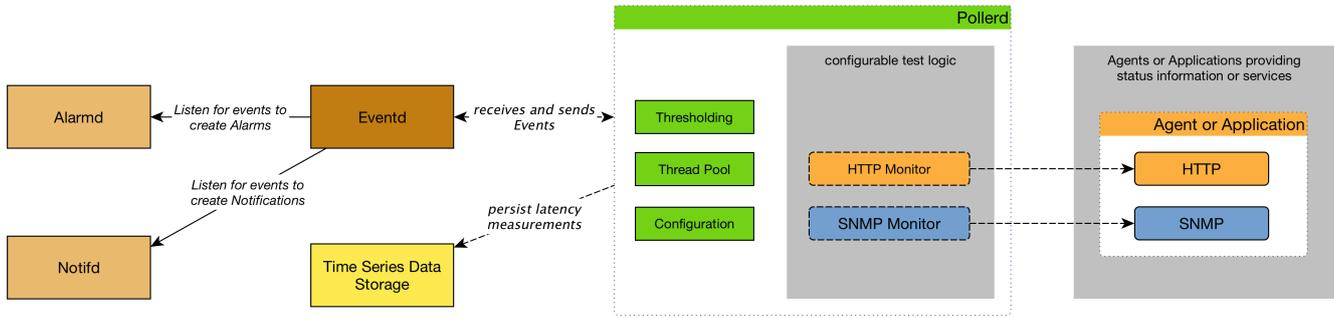 Pollerd
configurable test logic
Agents or Applications providing
status information or services
Alarmd
Listen for events to
create Alarms
Eventd
receives and sends
Events
Thresholding
Agent or Application
Thread Pool
HTTP Monitor
HTTP
Listen for events to
create Notifications
persist latency
measurements
Configuration
SNMP Monitor
SNMP
Notifd
Time Series Data
Storage